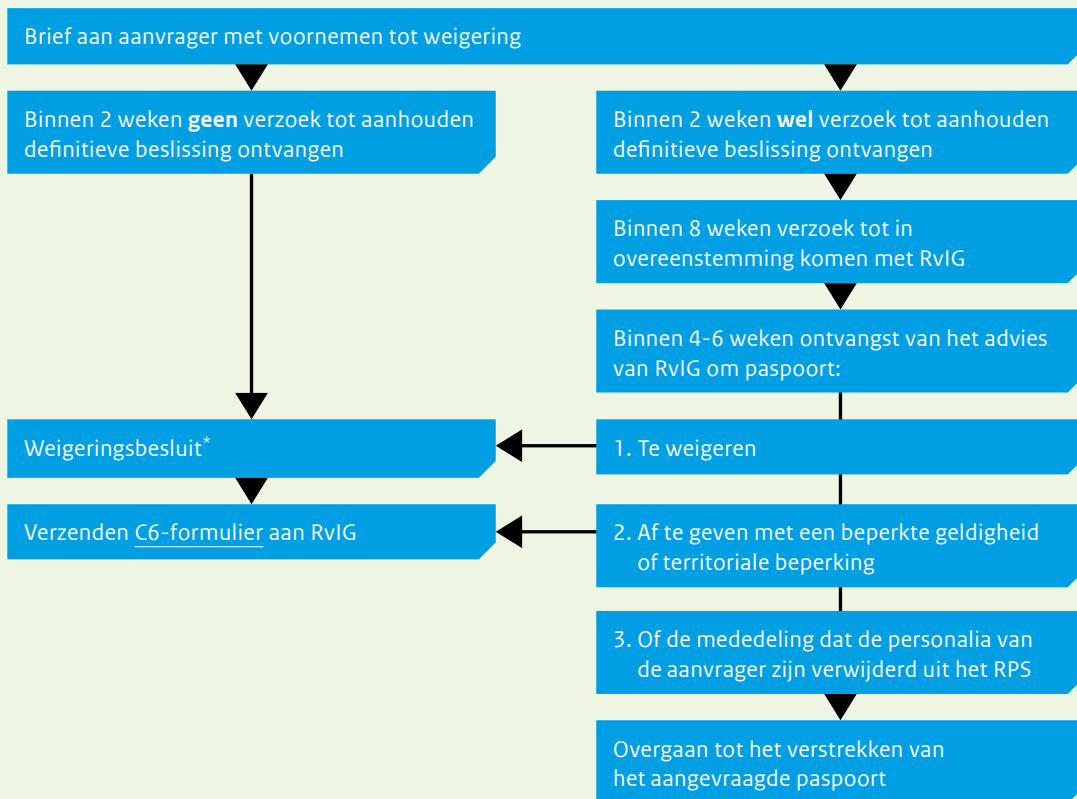 Brief aan aanvrager met voornemen tot weigering
Binnen 2 weken geen verzoek tot aanhouden
definitieve beslissing ontvangen
Binnen 2 weken wel verzoek tot aanhouden
definitieve beslissing ontvangen
Binnen 8 weken verzoek tot in
overeenstemming komen met RvIG
Binnen 4-6 weken ontvangst van het advies
van RvIG om paspoort:
Weigeringsbesluit*
1. Te weigeren
Verzenden C6-formulier aan RvIG
2. Af te geven met een beperkte geldigheid
of territoriale beperking
3. Of de mededeling dat de personalia van
de aanvrager zijn verwijderd uit het RPS
Overgaan tot het verstrekken van
het aangevraagde paspoort